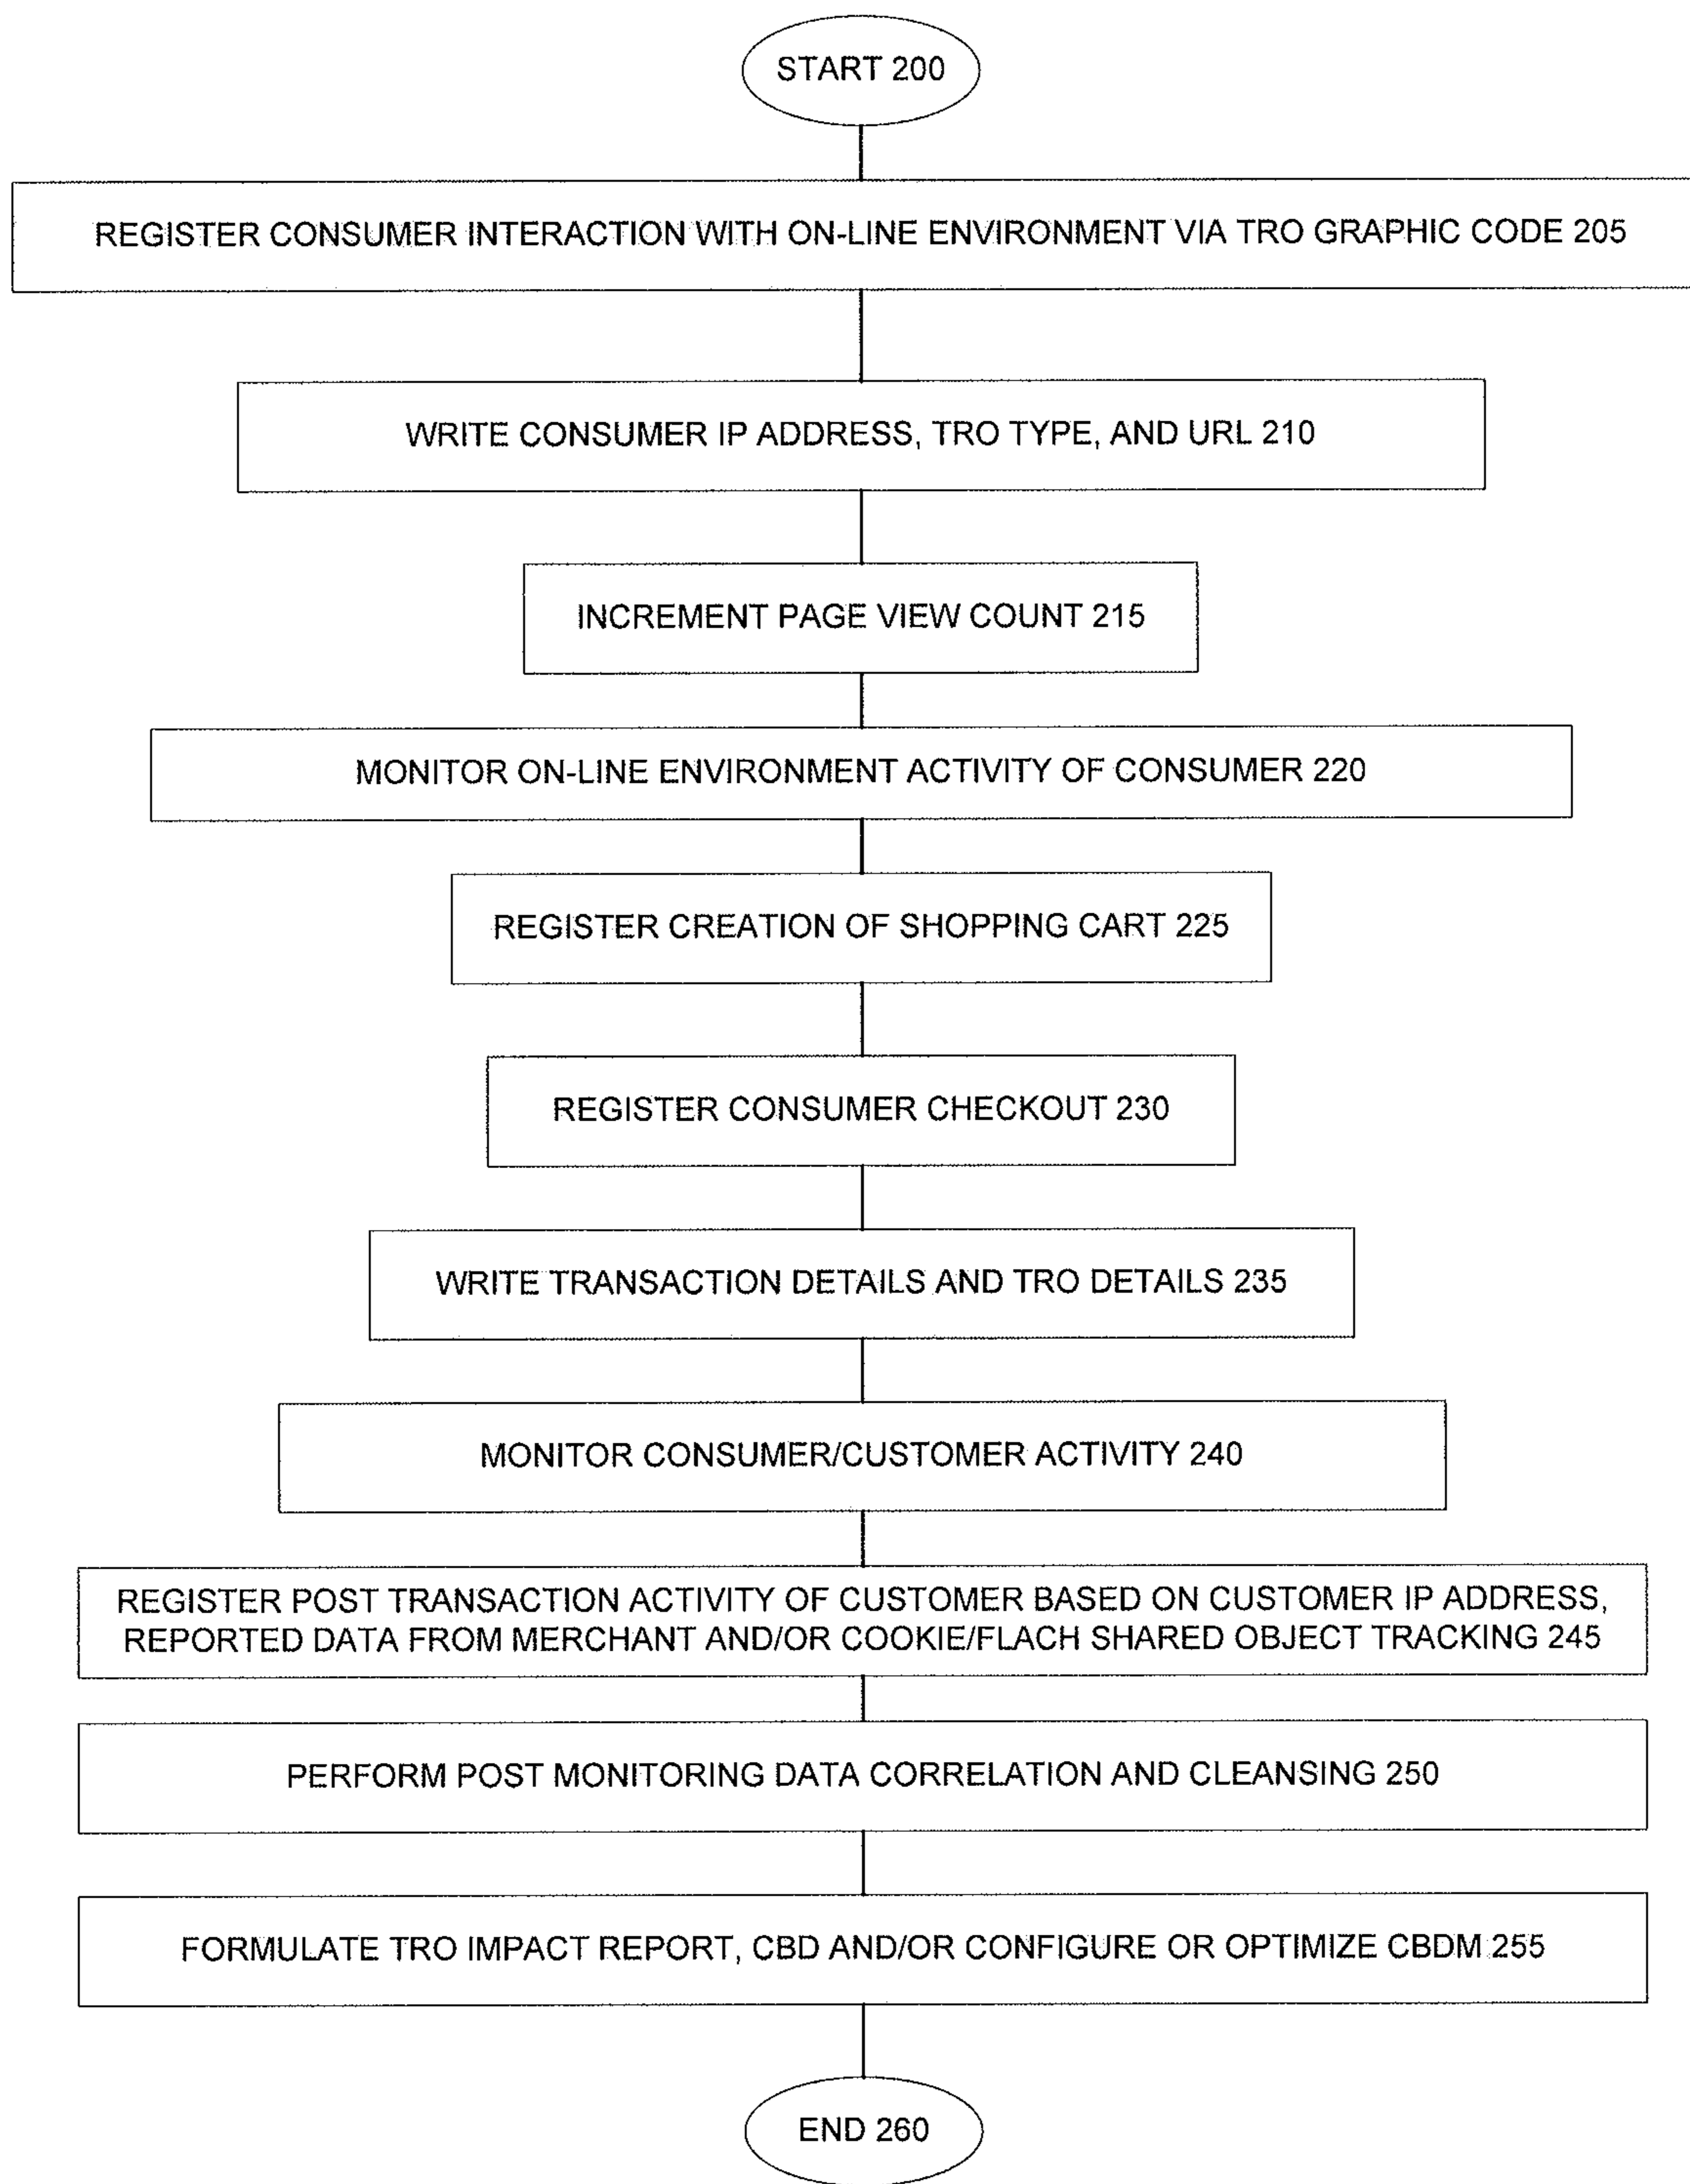 START 200
REGISTER CONSUMER INTERACTION WITH ON-LINE ENVIRONMENT VIA TRO GRAPHIC CODE 205
WRITE CONSUMER IP ADDRESS, TRO TYPE, AND URL 210
INCREMENT PAGE VIEW COUNT 215
MONITOR ON-LINE ENVIRONMENT ACTIVITY OF CONSUMER 220
REGISTER CREATION OF SHOPPING CART 225
REGISTER CONSUMER CHECKOUT 230
WRITE TRANSACTION DETAILS AND TRO DETAILS 235
MONITOR CONSUMER/CUSTOMER ACTIVITY 240
REGISTER POST TRANSACTION ACTIVITY OF CUSTOMER BASED ON CUSTOMER IP ADDRESS,
REPORTED DATA FROM MERCHANT AND/OR COOKIE/FLACH SHARED OBJECT TRACKING 245
PERFORM POST MONITORING DATA CORRELATION AND CLEANSING 250
FORMULATE TRO IMPACT REPORT, CBD AND/OR CONFIGURE OR OPTIMIZE CBDM 255
END 260